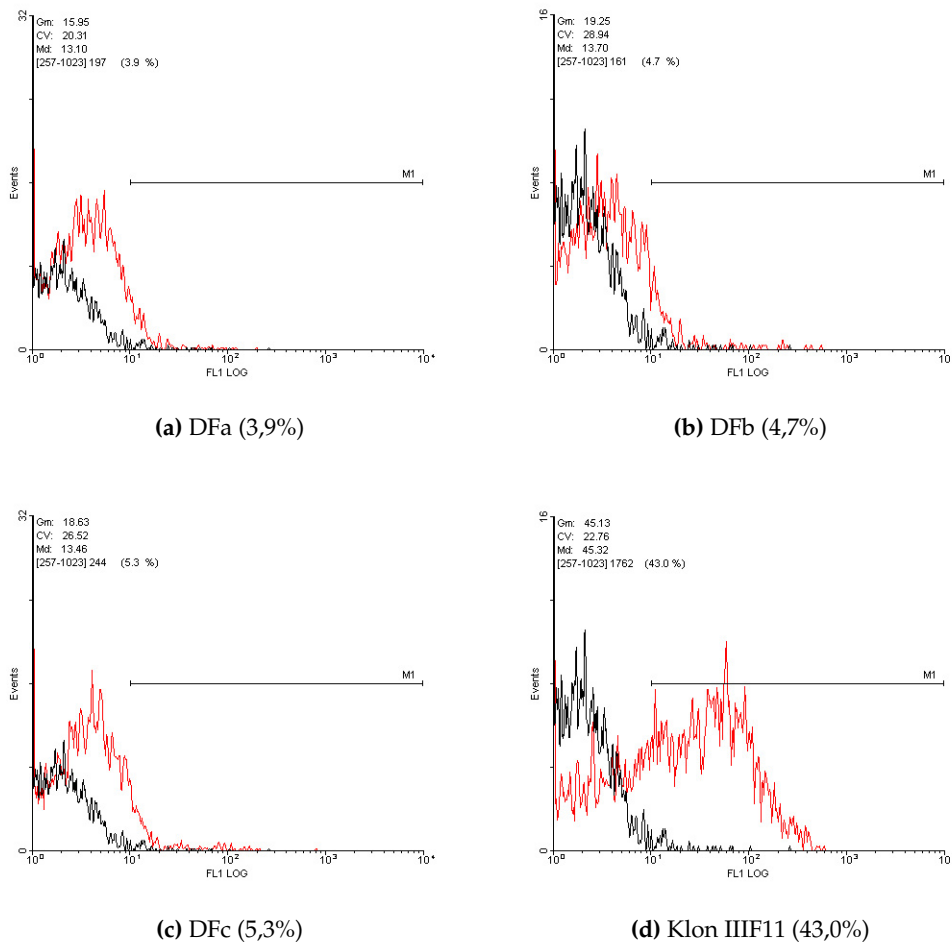 32
Gm: 15.95
CV: 20.31
Md: 13.10
[257-1023] 197 (3.9 %)
M1
Events
0
10⁰ 10¹ 10² 10³ 10⁴
FL1 LOG
(a) DFa (3,9%)
16
Gm: 19.25
CV: 28.94
Md: 13.70
[257-1023] 161 (4.7 %)
M1
Events
0
10⁰ 10¹ 10² 10³ 10
FL1 LOG
(b) DFb (4,7%)
32
Gm: 18.63
CV: 26.52
Md: 13.46
[257-1023] 244 (5.3 %)
M1
Events
0
10⁰ 10¹ 10² 10³ 10⁴
FL1 LOG
(c) DFc (5,3%)
16
Gm: 45.13
CV: 22.76
Md: 45.32
[257-1023] 1762 (43.0 %)
M1
Events
0
10⁰ 10¹ 10² 10³ 10
FL1 LOG
(d) Klon IIIF11 (43,0%)